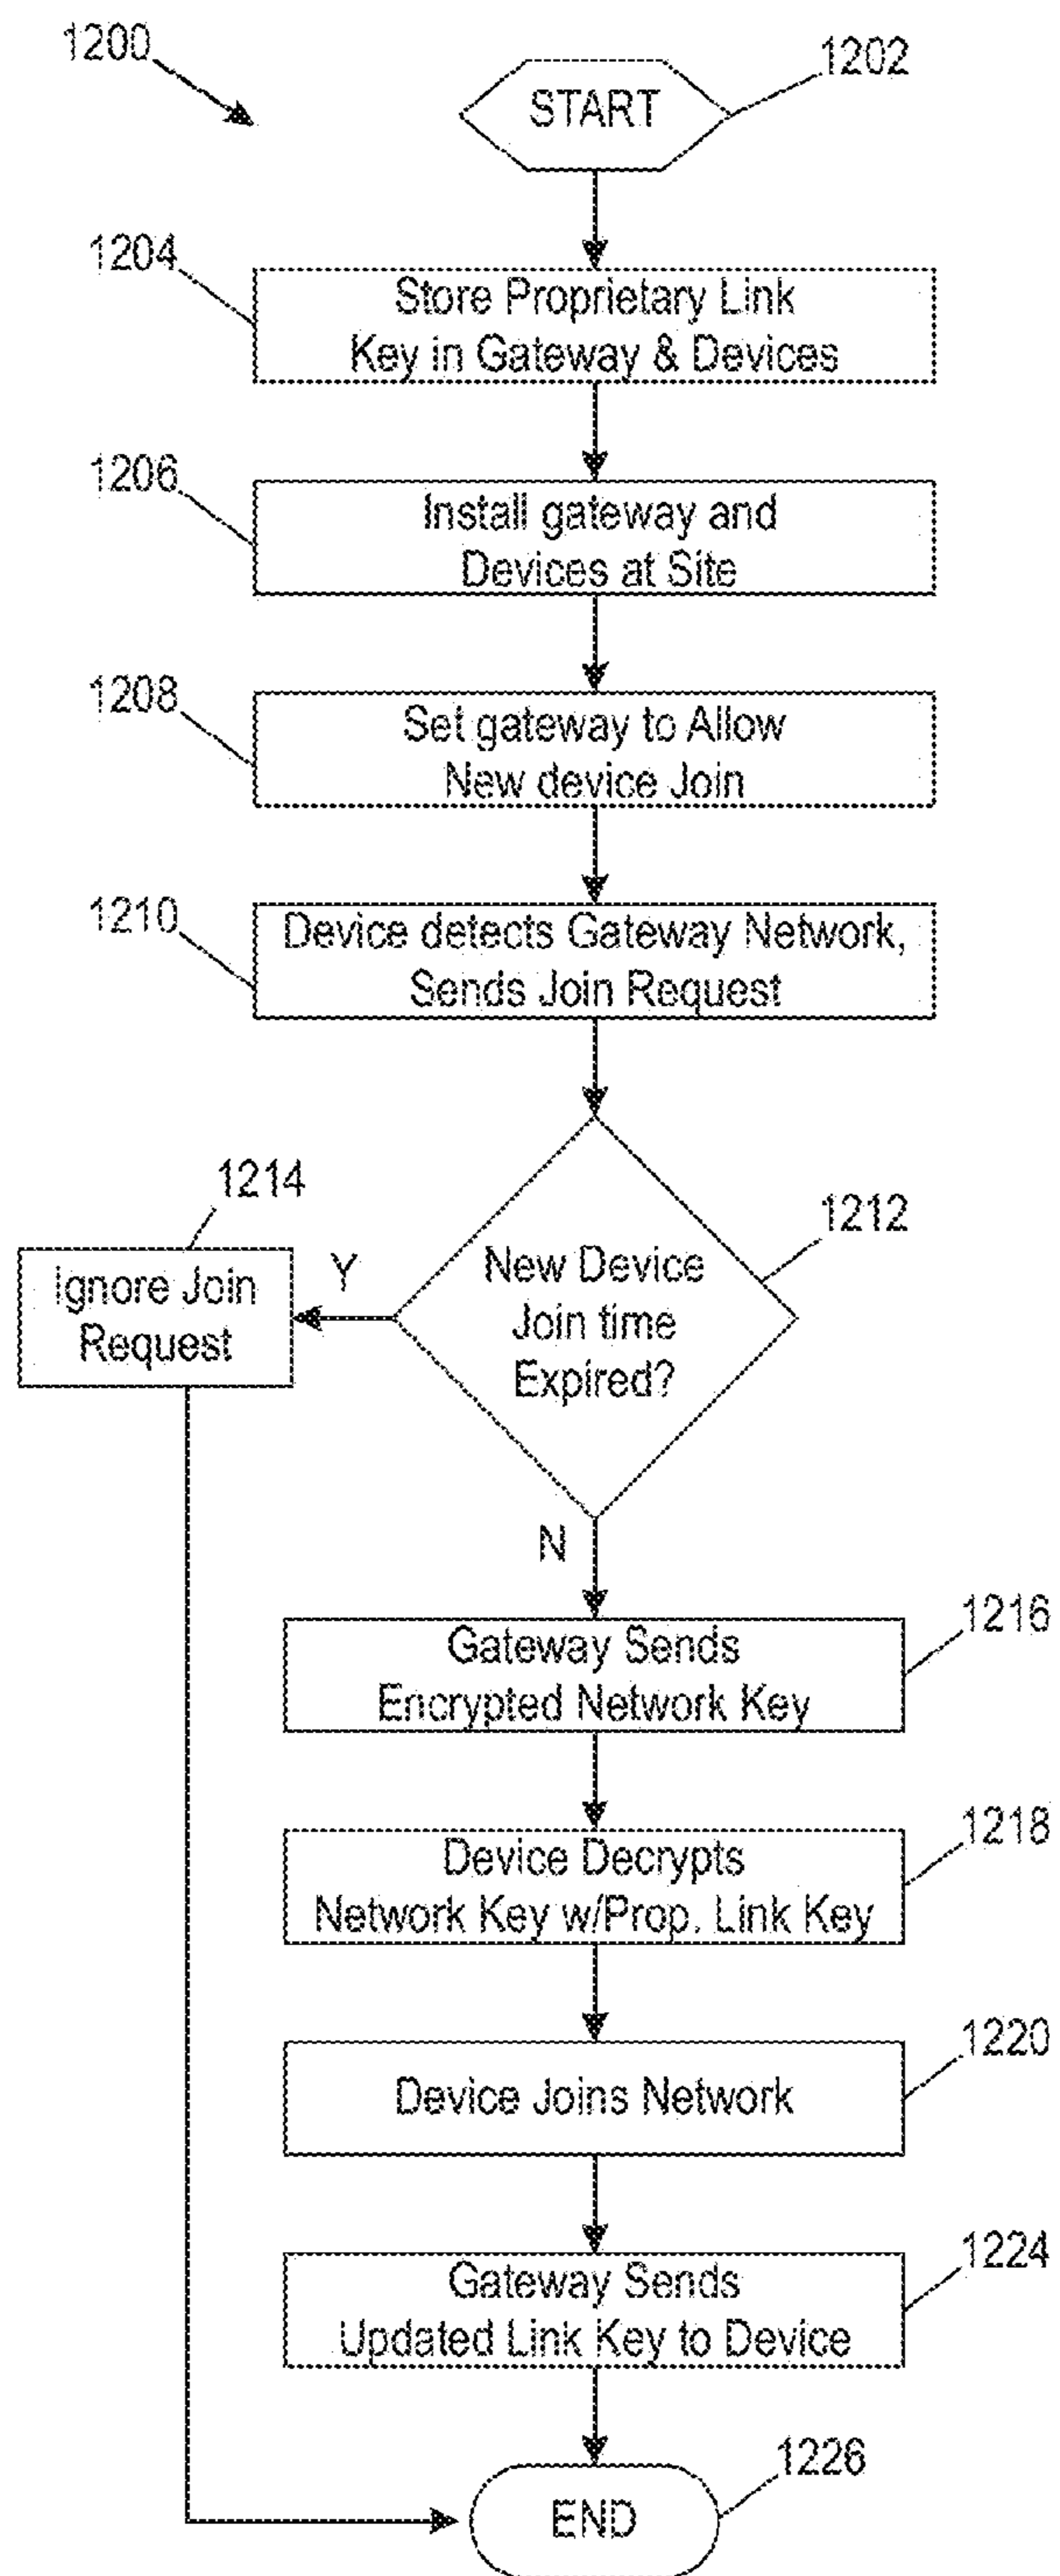 1200
1202
START
1204
Store Proprietary Link
Key in Gateway & Devices
1206
Install gateway and
Devices at Site
1208
Set gateway to Allow
New device Join
1210
Device detects Gateway Network,
Sends Join Request
1214
1212
Ignore Join
Request
Y
New Device
Join time
Expired?
N
1216
Gateway Sends
Encrypted Network Key
1218
Device Decrypts
Network Key w/Prop. Link Key
1220
Device Joins Network
1224
Gateway Sends
Updated Link Key to Device
1226
END